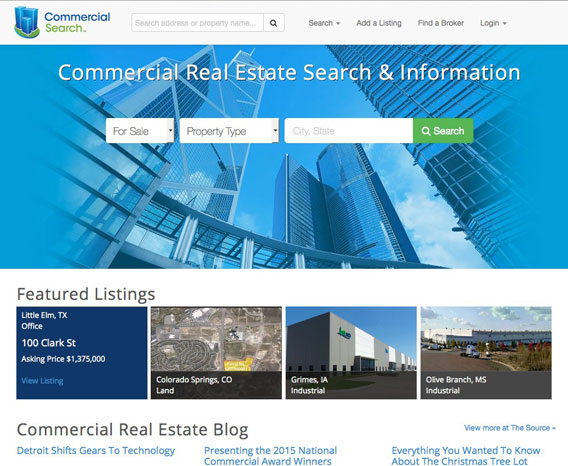 Commercial
Search™
Search address or property name...
Search
Add a Listing
Find a Broker
Login
Commercial Real Estate Search & Information
For Sale
Property Type
City, State
Search
Featured Listings
Little Elm, TX
Office
100 Clark St
Asking Price $1,375,000
View Listing
Colorado Springs, CO
Land
Grimes, IA
Industrial
Olive Branch, MS
Industrial
Commercial Real Estate Blog
View more at The Source »
Detroit Shifts Gears To Technology
Presenting the 2015 National
Commercial Award Winners
Everything You Wanted To Know
About The Christmas Tree Lot